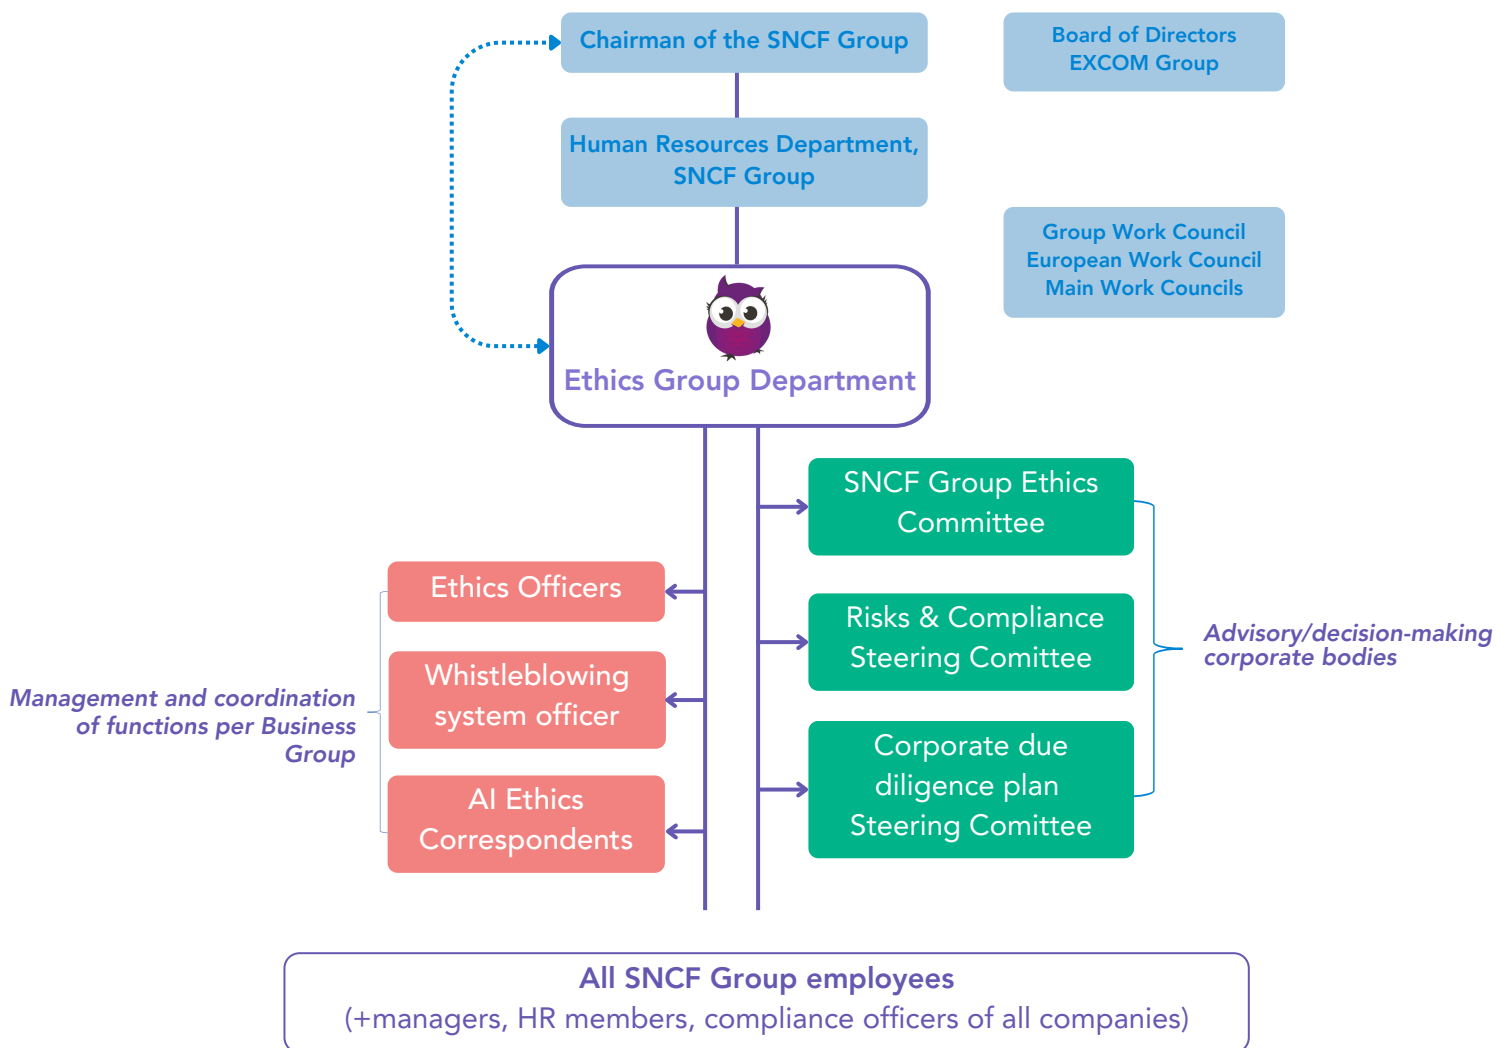 Chairman of the SNCF Group
Board of Directors
EXCOM Group
Human Resources Department,
SNCF Group
Group Work Council
European Work Council
Main Work Councils
Ethics Group Department
SNCF Group Ethics
Committee
Risks & Compliance
Steering Comittee
Corporate due
diligence plan
Steering Comittee
Advisory/decision-making
corporate bodies
Ethics Officers
Whistleblowing
system officer
AI Ethics
Correspondents
Management and coordination
of functions per Business
Group
All SNCF Group employees
(+managers, HR members, compliance officers of all companies)